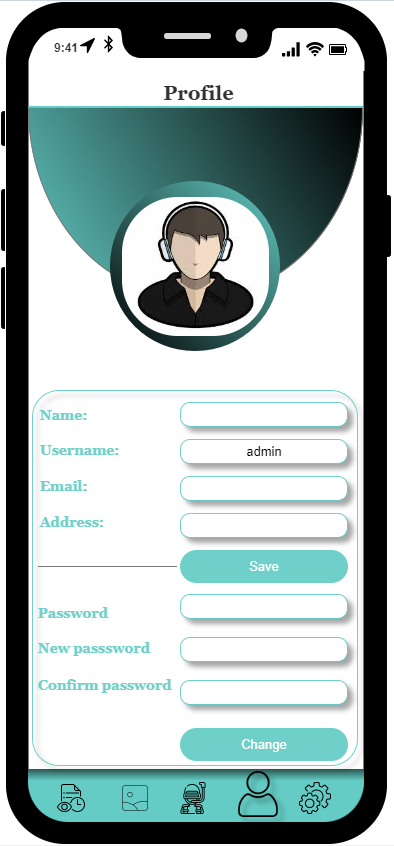 9:41
Profile
Name:
Username: admin
Email:
Address:
Save
Password
New passsword
Confirm password
Change